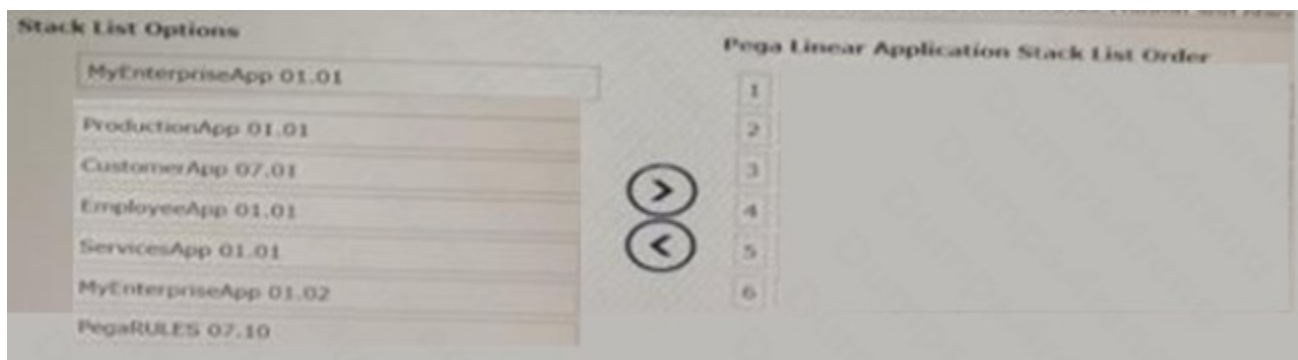 Stack List Options
Pega Linear Application Stack List Order
MyEnterpriseApp 01.01
ProductionApp 01.01
CustomerApp 07.01
EmployeeApp 01.01
ServicesApp 01.01
MyEnterpriseApp 01.02
PegaRULES 07.10
1
2
3
4
5
6